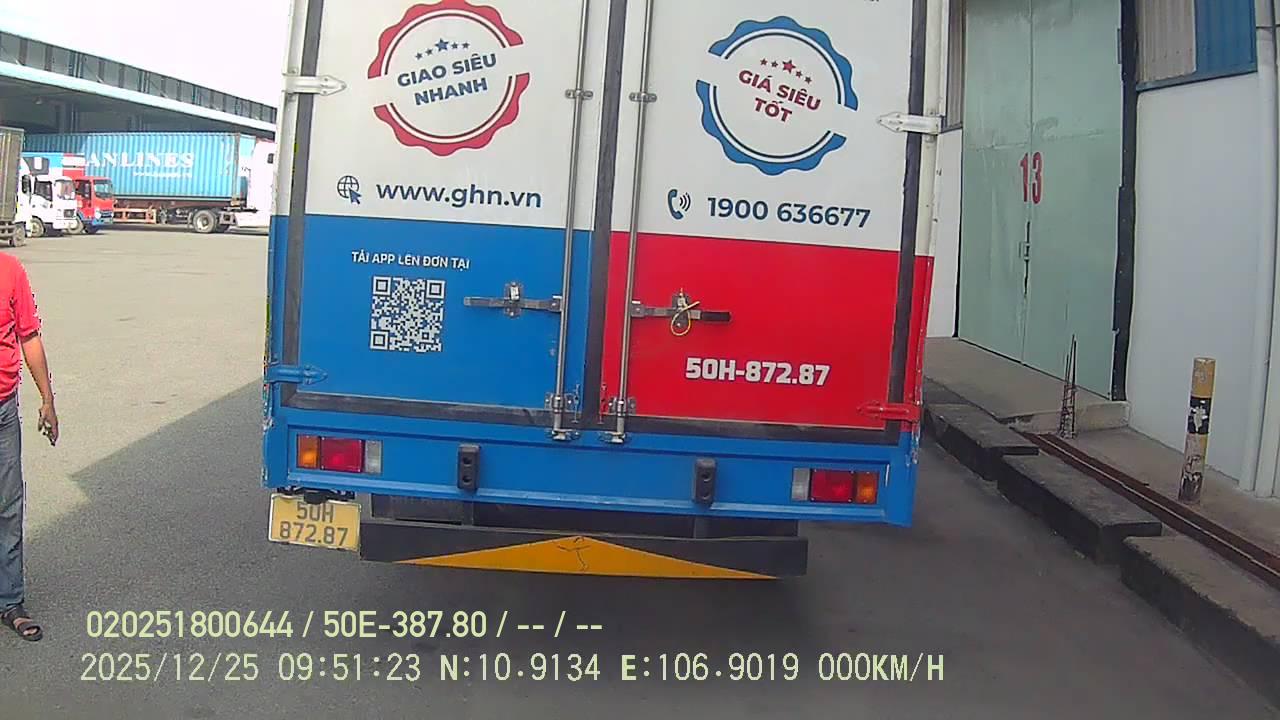 GIAO SIÊU
NHANH
GIÁ SIÊU
TỐT
www.ghn.vn
1900 636677
TẢI APP LÊN ĐƠN TẠI
50H-872.87
50H
872.87
ANLINES
13
020251800644 / 50E-387.80 / -- / --
2025/12/25 09:51:23 N:10.9134 E:106.9019 000KM/H